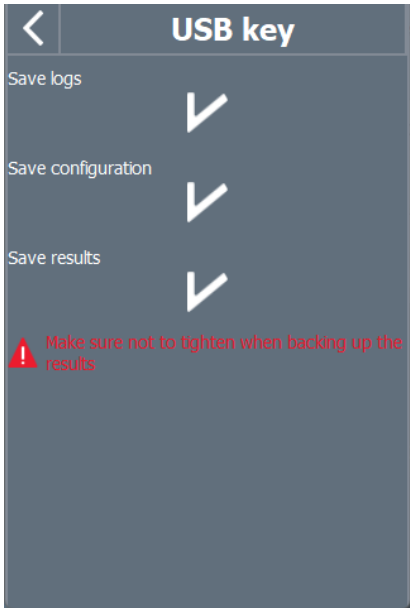 USB key
Save logs
Save configuration
Save results
Make sure not to tighten when backing up the
results